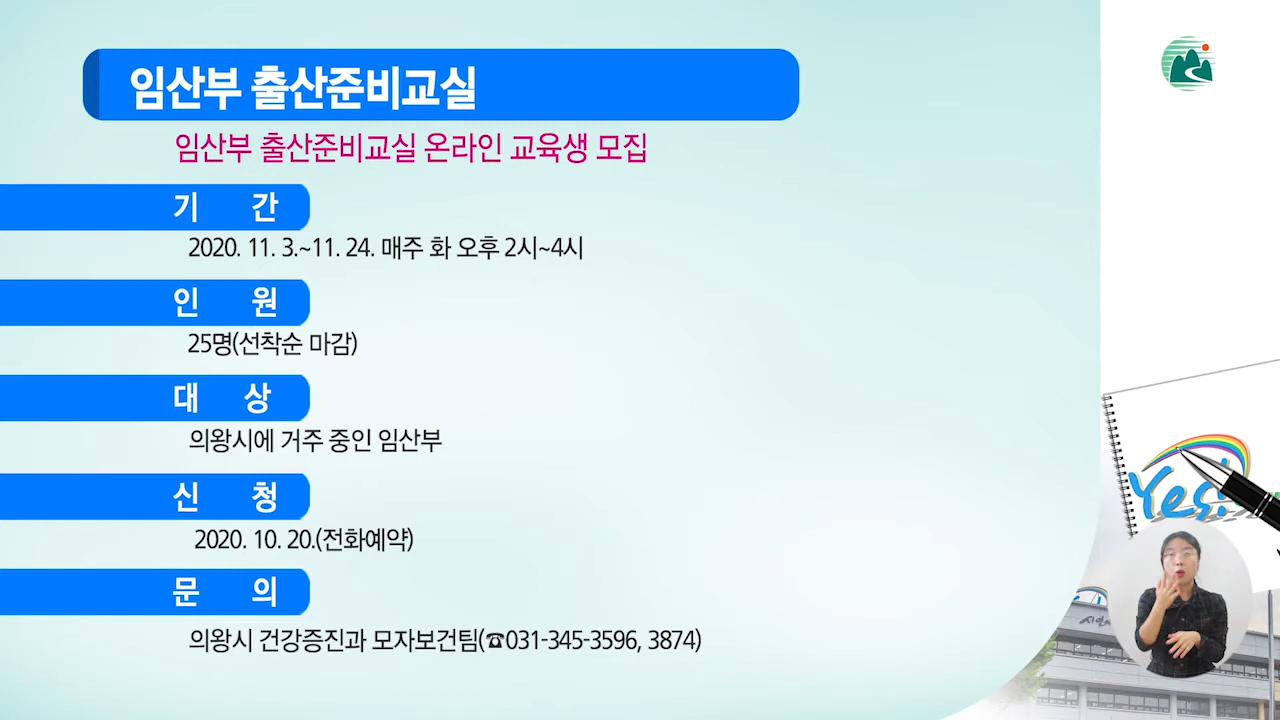 임산부 출산준비교실
임산부 출산준비교실 온라인 교육생 모집
기 간
2020. 11. 3.~11. 24. 매주 화 오후 2시~4시
인 원
25명(선착순 마감)
대 상
의왕시에 거주 중인 임산부
신 청
2020. 10. 20.(전화예약)
문 의
의왕시 건강증진과 모자보건팀(☎031-345-3596, 3874)
Yes!